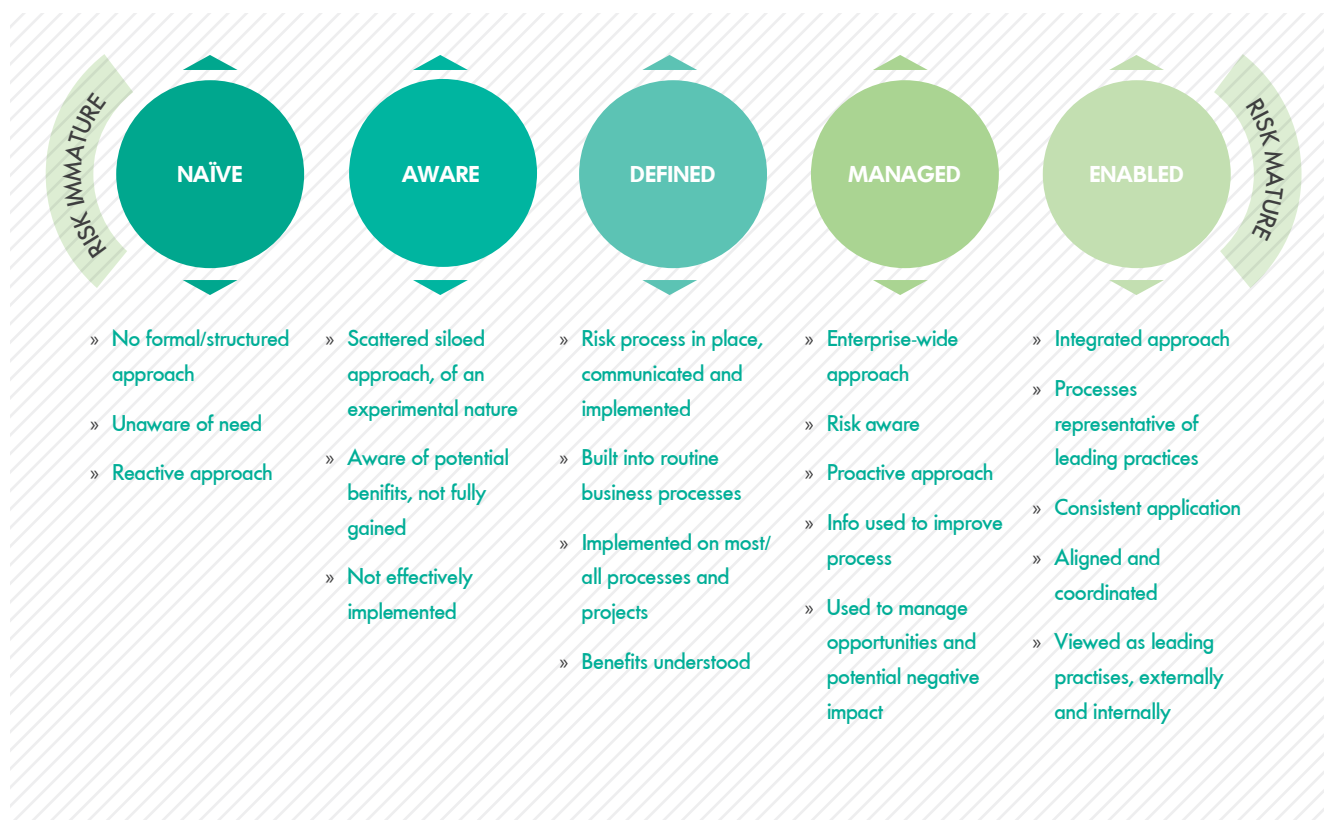 RISK IMMATURE
NAÏVE
AWARE
DEFINED
MANAGED
ENABLED
RISK MATURE
» No formal/structured
approach
» Unaware of need
» Reactive approach
» Scattered siloed
approach, of an
experimental nature
» Aware of potential
benifits, not fully
gained
» Not effectively
implemented
» Risk process in place,
communicated and
implemented
» Built into routine
business processes
» Implemented on most/
all processes and
projects
» Benefits understood
» Enterprise-wide
approach
» Risk aware
» Proactive approach
» Info used to improve
process
» Used to manage
opportunities and
potential negative
impact
» Integrated approach
» Processes
representative of
leading practices
» Consistent application
» Aligned and
coordinated
» Viewed as leading
practises, externally
and internally